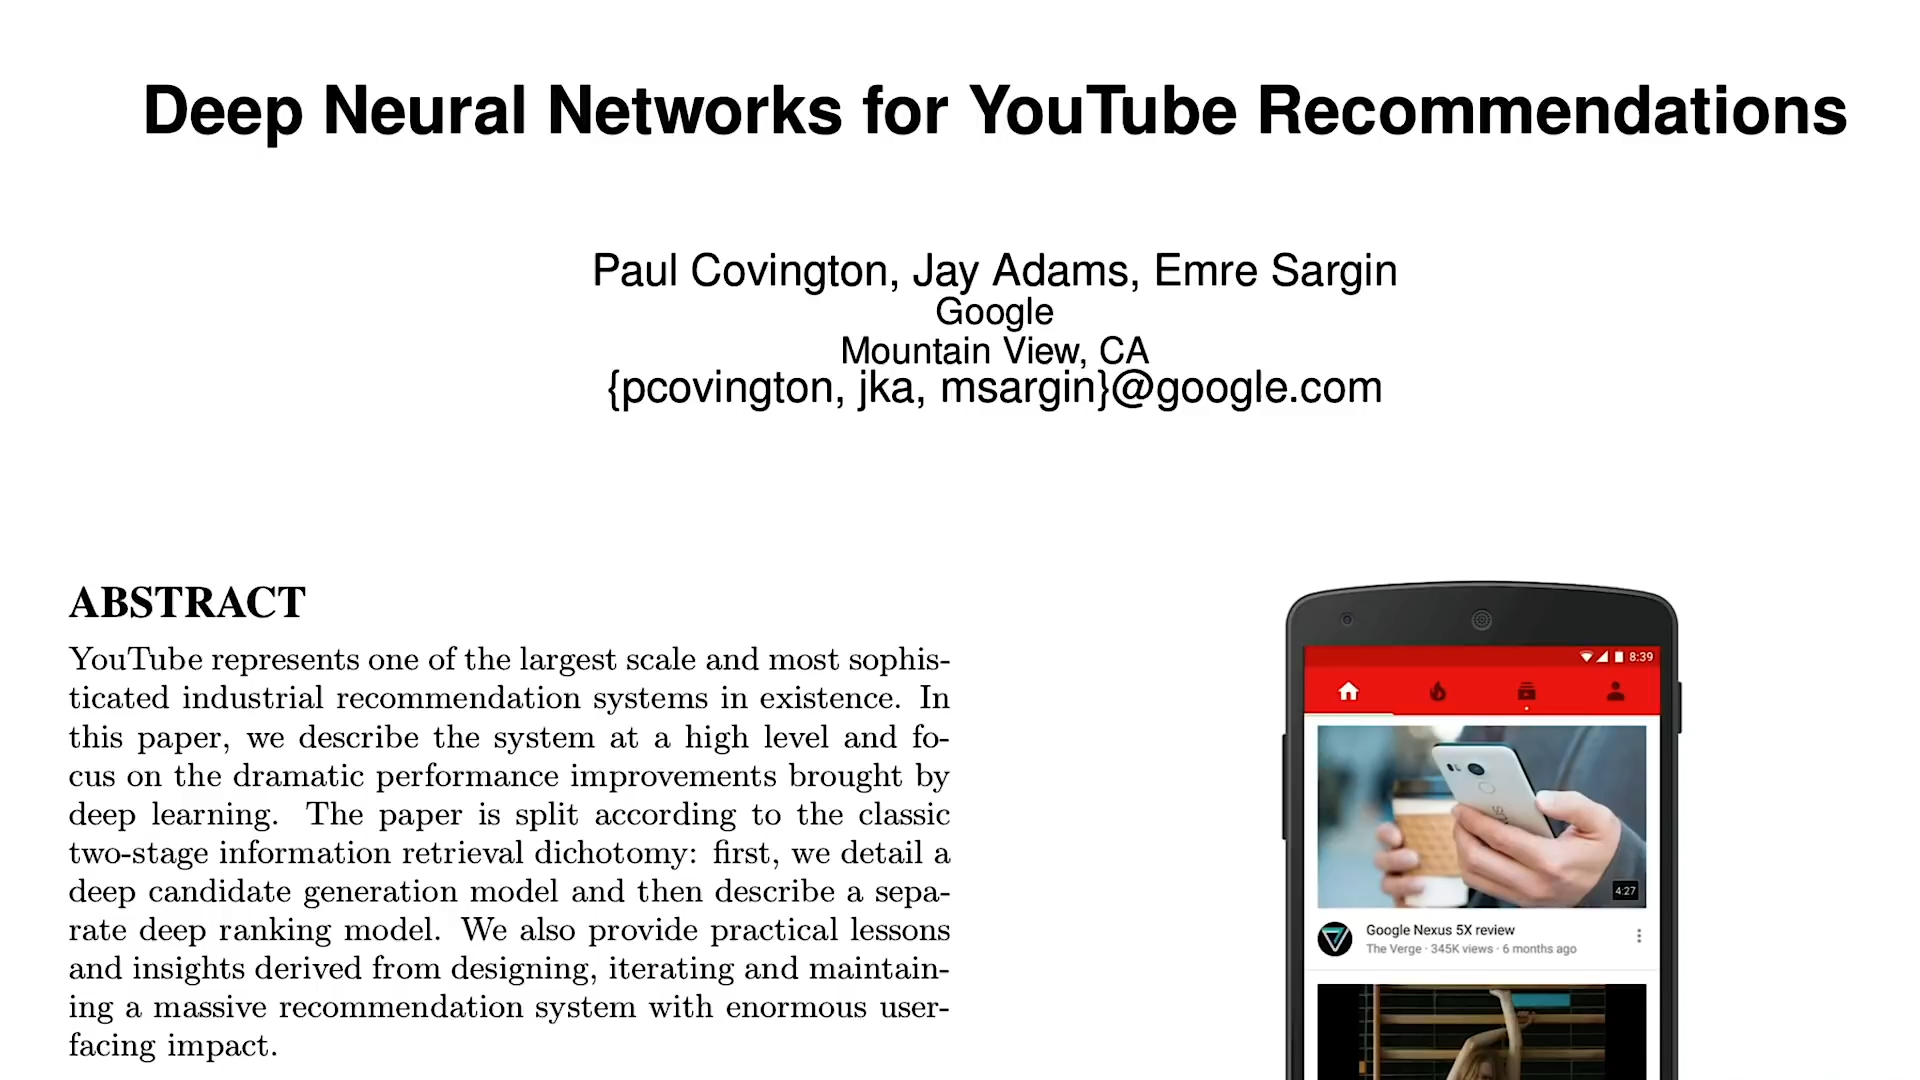 Deep Neural Networks for YouTube Recommendations
Paul Covington, Jay Adams, Emre Sargin
Google
Mountain View, CA
{pcovington, jka, msargin}@google.com
ABSTRACT
YouTube represents one of the largest scale and most sophis-
ticated industrial recommendation systems in existence. In
this paper, we describe the system at a high level and fo-
cus on the dramatic performance improvements brought by
deep learning. The paper is split according to the classic
two-stage information retrieval dichotomy: first, we detail a
deep candidate generation model and then describe a sepa-
rate deep ranking model. We also provide practical lessons
and insights derived from designing, iterating and maintain-
ing a massive recommendation system with enormous user-
facing impact.
8:39
4:27
Google Nexus 5X review
The Verge · 345K views · 6 months ago